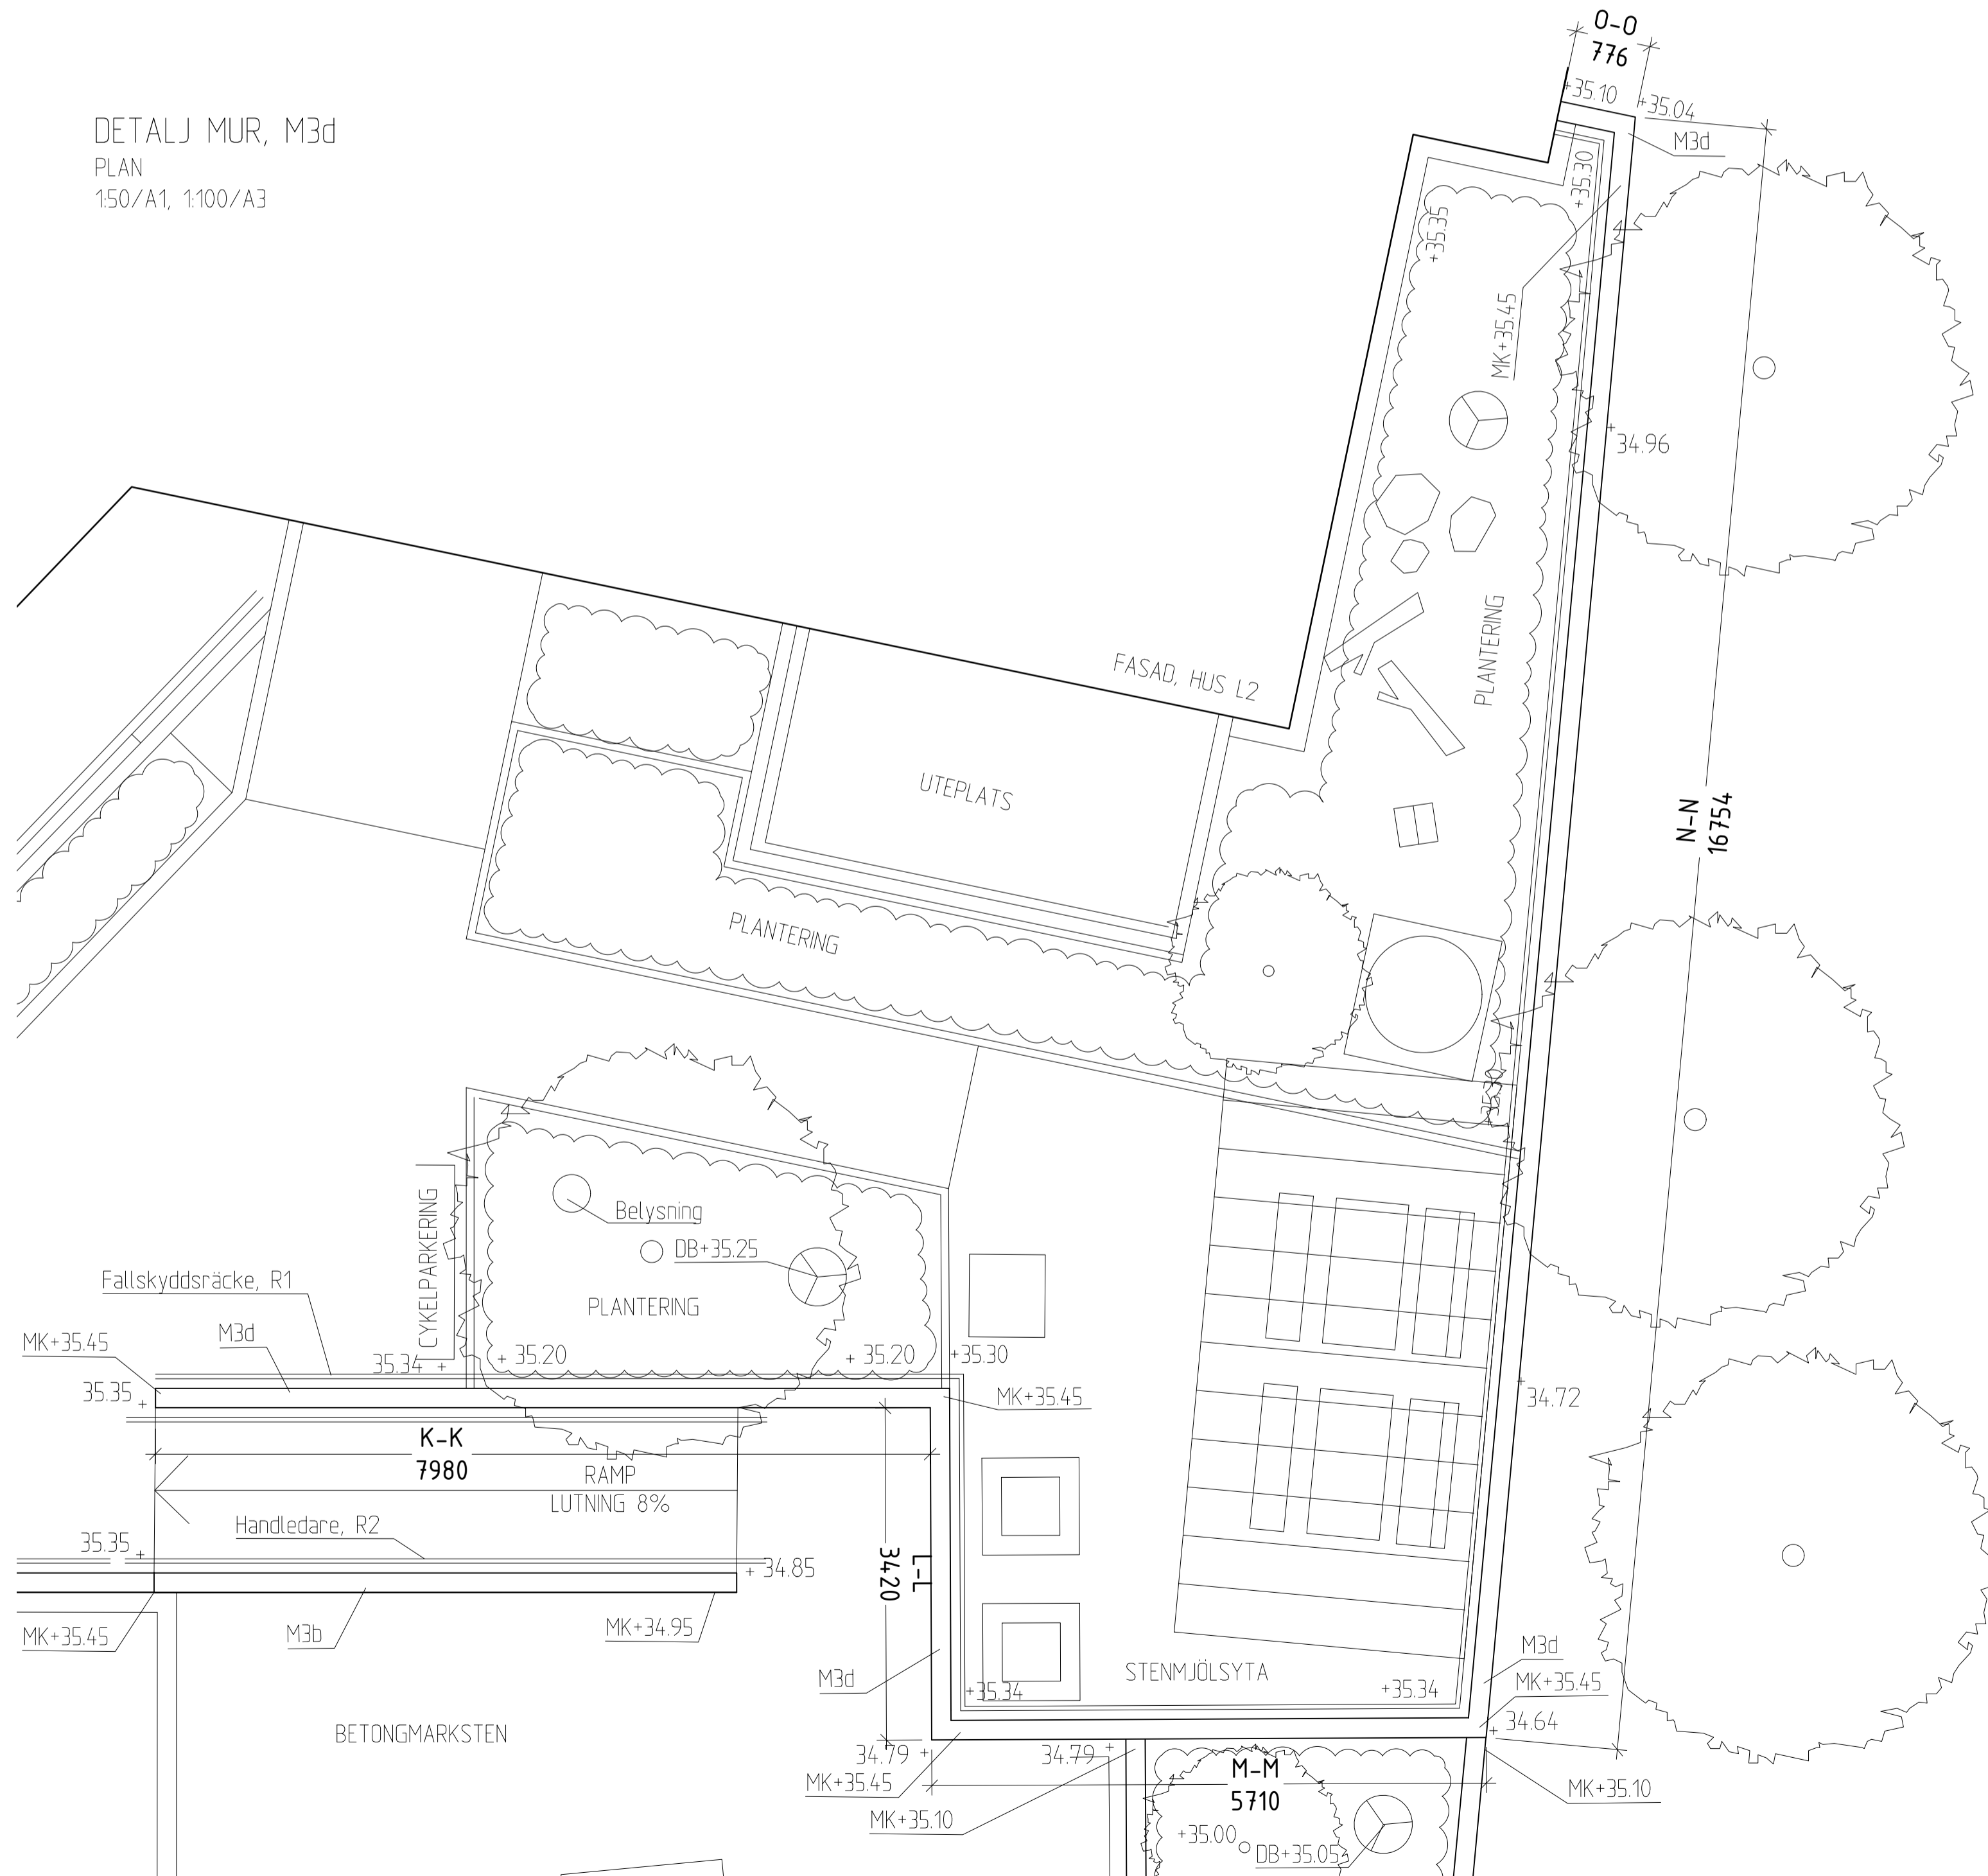 DETALJ MUR, M3d
PLAN
1:50/A1, 1:100/A3
O-O
776
+35.10
+35.04
M3d
+35.30
+35.35
MK+35.45
34.96
PLANTERING
FASAD, HUS L2
UTEPLATS
N-N
16754
PLANTERING
CYKELPARKERING
Belysning
DB+35.25
PLANTERING
Fallskyddsräcke, R1
MK+35.45
M3d
35.34 +
+ 35.20
+ 35.20
+35.30
35.35
+
MK+35.45
34.72
K-K
7980
RAMP
LUTNING 8%
Handledare, R2
35.35
+
+ 34.85
L-L
3420
MK+35.45
M3b
MK+34.95
M3d
STENMJÖLSYTA
+35.34
+35.34
M3d
MK+35.45
34.64
BETONGMARKSTEN
34.79 +
34.79 +
MK+35.45
M-M
5710
MK+35.10
MK+35.10
+35.00
DB+35.05